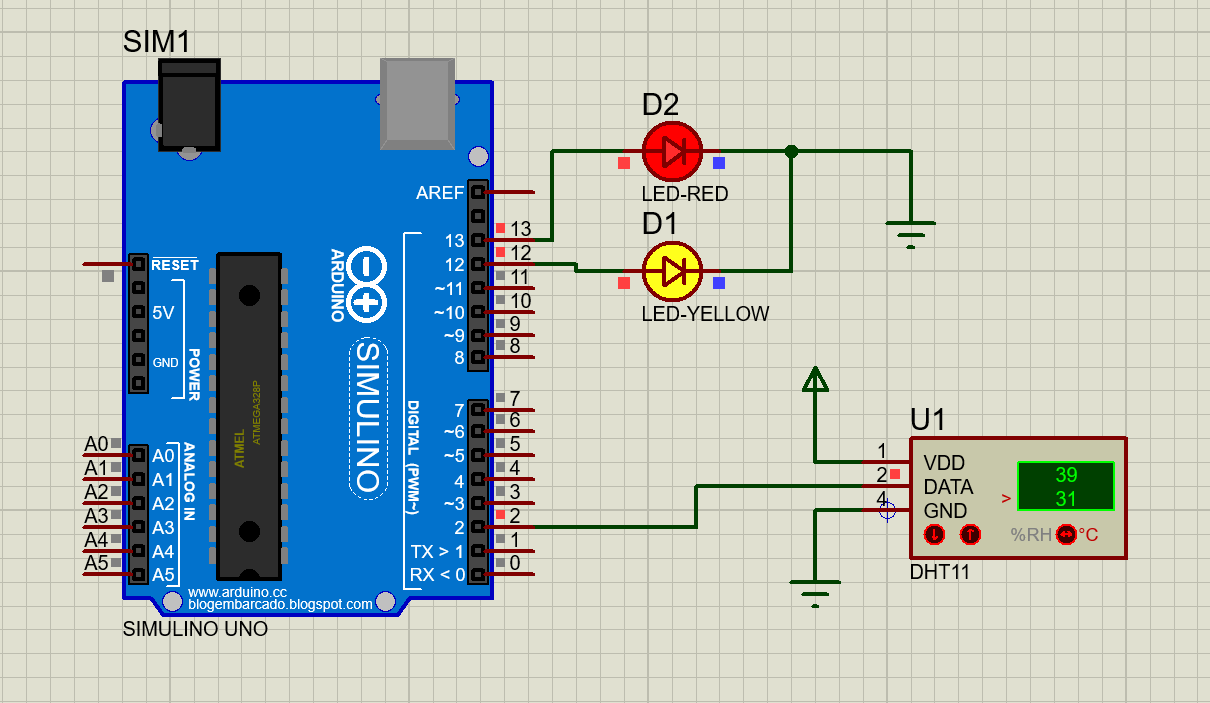 SIM1
AREF
13
12
~11
~10
~9
8
7
~6
~5
4
~3
2
TX > 1
RX < 0
13
12
11
10
9
8
7
6
5
4
3
2
1
0
RESET
5V
GND
POWER
A0
A1
A2
A3
A4
A5
A0
A1
A2
A3
A4
A5
ANALOG IN
ATMEL
ATMEGA328P
ARDUINO
SIMULINO
DIGITAL (PWM~)
www.arduino.cc
blogembarcado.blogspot.com
SIMULINO UNO
D2
LED-RED
D1
LED-YELLOW
U1
1
2
4
VDD
DATA
GND
>
39
31
%RH
°C
DHT11